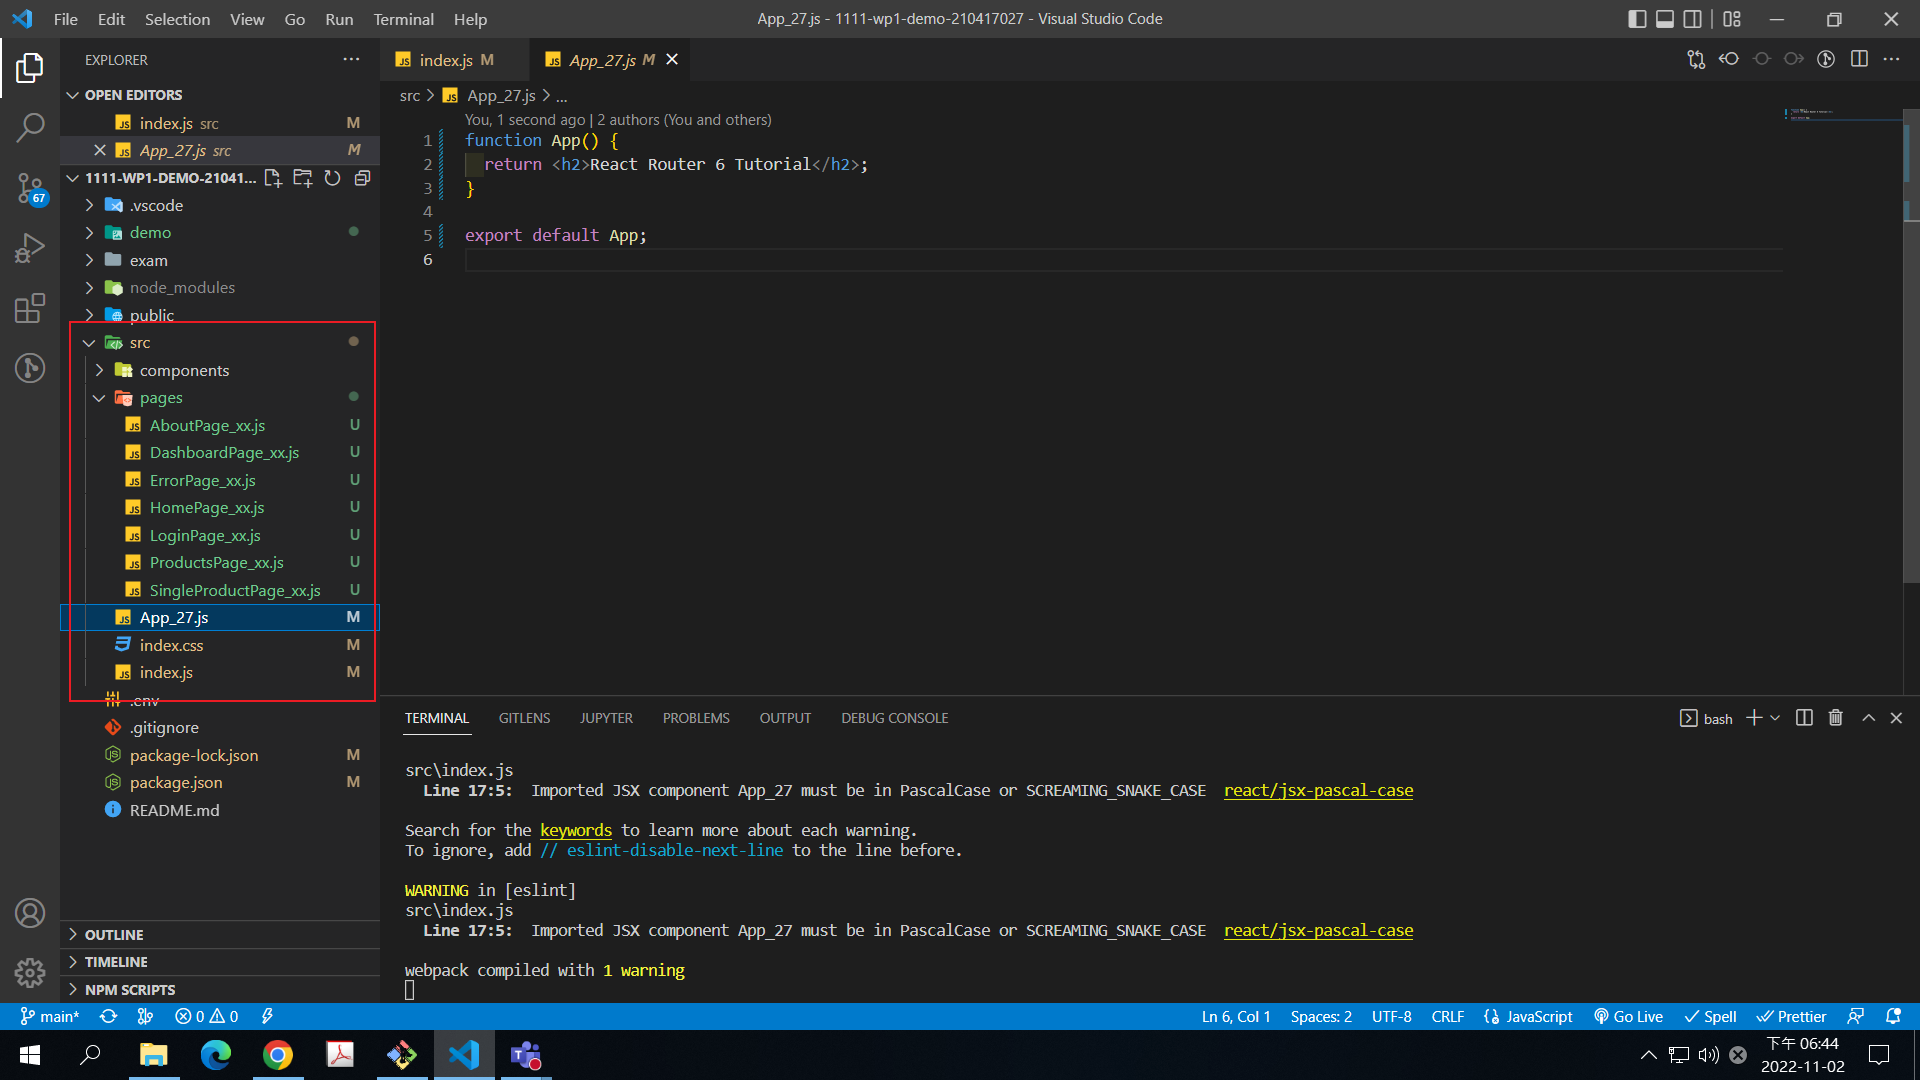 File Edit Selection View Go Run Terminal Help
App_27.js - 1111-wp1-demo-210417027 - Visual Studio Code
EXPLORER
OPEN EDITORS
index.js src M
App_27.js src M
1111-WP1-DEMO-21041...
.vscode
demo
exam
node_modules
public
src
components
pages
AboutPage_xx.js U
DashboardPage_xx.js U
ErrorPage_xx.js U
HomePage_xx.js U
LoginPage_xx.js U
ProductsPage_xx.js U
SingleProductPage_xx.js U
App_27.js M
index.css M
index.js M
.env
.gitignore
package-lock.json M
package.json M
README.md
OUTLINE
TIMELINE
NPM SCRIPTS
67
index.js M
App_27.js M
src > App_27.js > ...
You, 1 second ago | 2 authors (You and others)
1 function App() {
2 return <h2>React Router 6 Tutorial</h2>;
3 }
4
5 export default App;
6
TERMINAL GITLENS JUPYTER PROBLEMS OUTPUT DEBUG CONSOLE
bash
src\index.js
Line 17:5: Imported JSX component App_27 must be in PascalCase or SCREAMING_SNAKE_CASE react/jsx-pascal-case
Search for the keywords to learn more about each warning.
To ignore, add // eslint-disable-next-line to the line before.
WARNING in [eslint]
src\index.js
Line 17:5: Imported JSX component App_27 must be in PascalCase or SCREAMING_SNAKE_CASE react/jsx-pascal-case
webpack compiled with 1 warning
main* 0 0 Ln 6, Col 1 Spaces: 2 UTF-8 CRLF JavaScript Go Live Spell Prettier
下午 06:44
2022-11-02